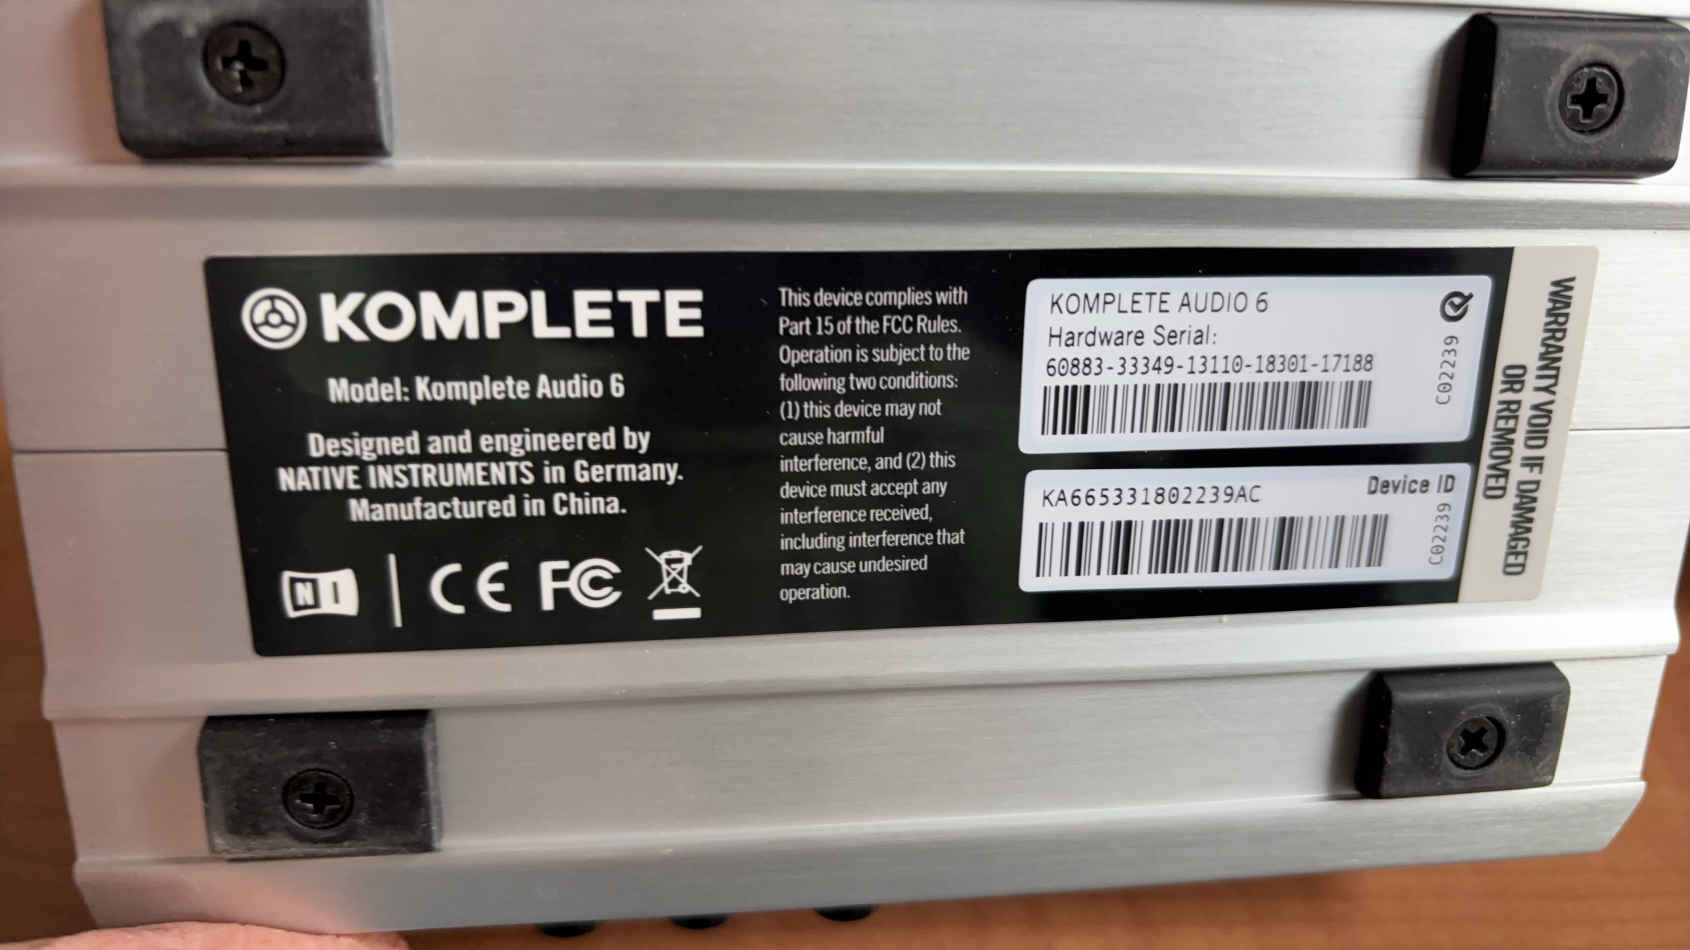 KOMPLETE
Model: Komplete Audio 6
Designed and engineered by
NATIVE INSTRUMENTS in Germany.
Manufactured in China.
NI
CE FC
This device complies with
Part 15 of the FCC Rules.
Operation is subject to the
following two conditions:
(1) this device may not
cause harmful
interference, and (2) this
device must accept any
interference received,
including interference that
may cause undesired
operation.
KOMPLETE AUDIO 6
Hardware Serial:
60883-33349-13110-18301-17188
C02239
KA665331802239AC
Device ID
C02239
WARRANTY VOID IF DAMAGED
OR REMOVED